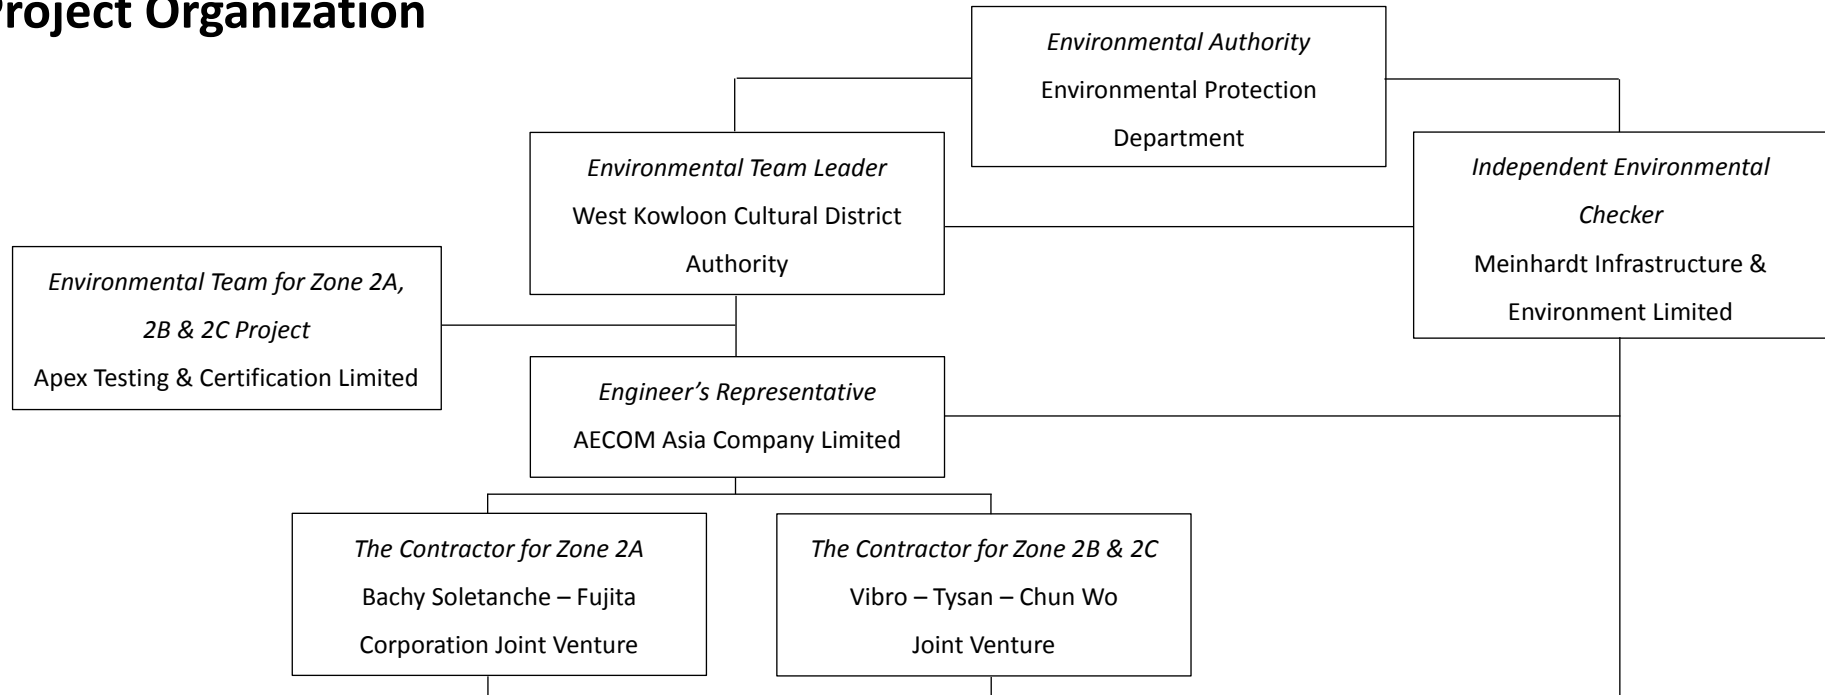 Project Organization
Environmental Authority
Environmental Protection
Department
Environmental Team Leader
West Kowloon Cultural District
Authority
Independent Environmental
Checker
Meinhardt Infrastructure &
Environment Limited
Environmental Team for Zone 2A,
2B & 2C Project
Apex Testing & Certification Limited
Engineer’s Representative
AECOM Asia Company Limited
The Contractor for Zone 2A
Bachy Soletanche – Fujita
Corporation Joint Venture
The Contractor for Zone 2B & 2C
Vibro – Tysan – Chun Wo
Joint Venture